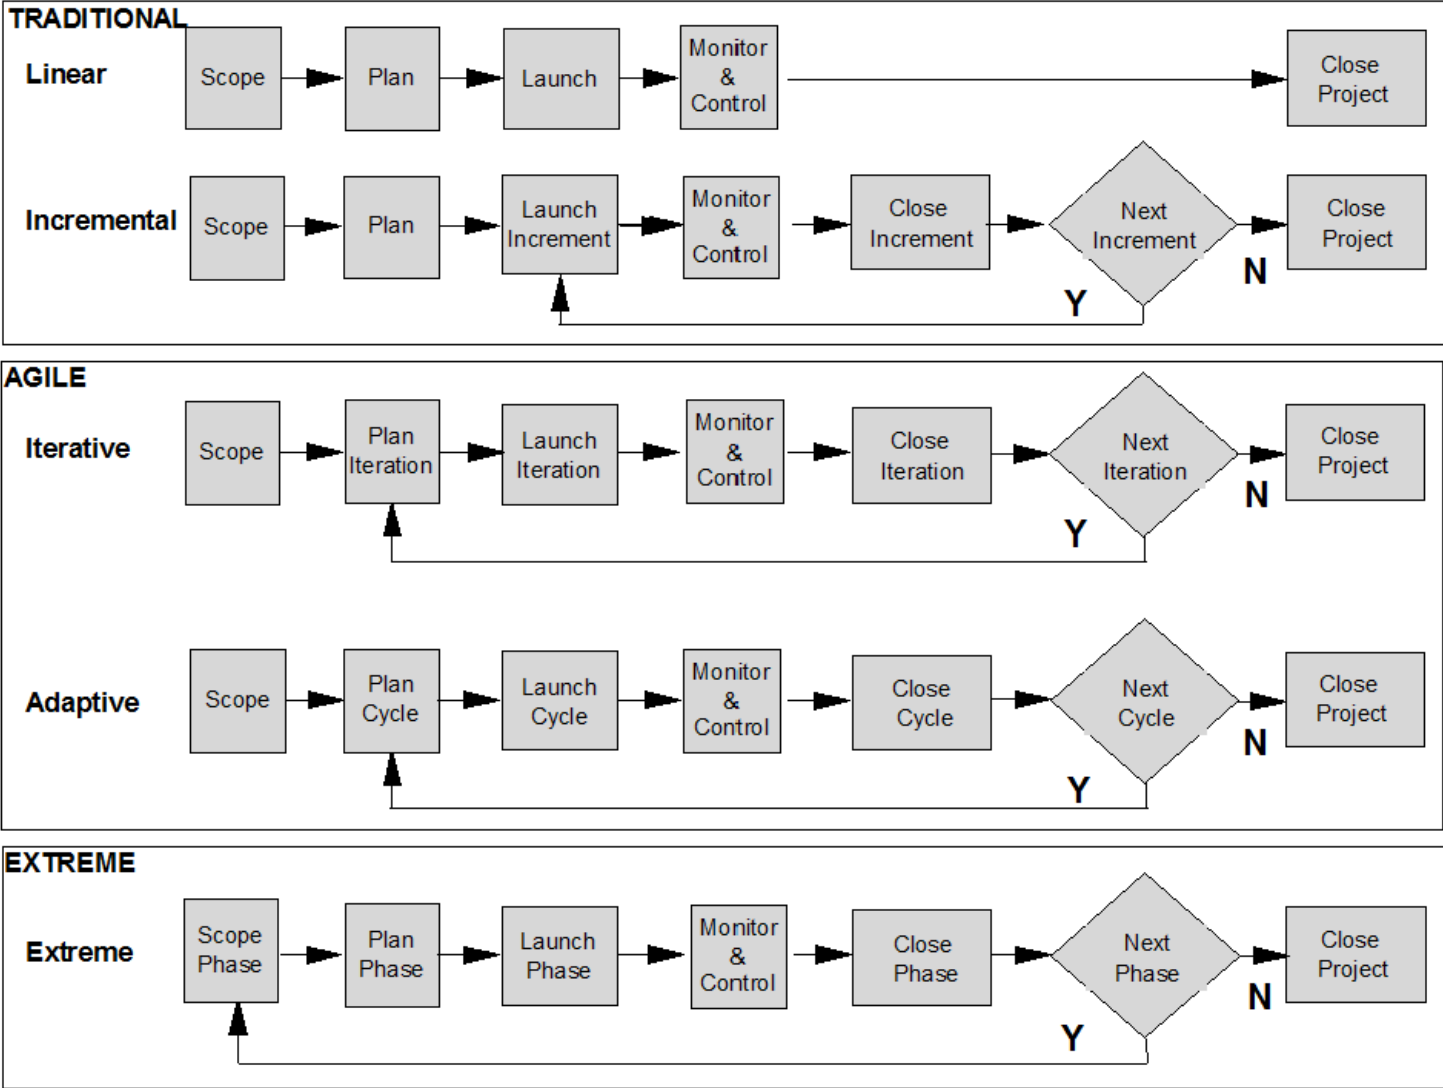 TRADITIONAL
Linear
Scope
Plan
Launch
Monitor
&
Control
Close
Project
Incremental
Scope
Plan
Launch
Increment
Monitor
&
Control
Close
Increment
Next
Increment
Close
Project
Y
N
AGILE
Iterative
Scope
Plan
Iteration
Launch
Iteration
Monitor
&
Control
Close
Iteration
Next
Iteration
Close
Project
Y
N
Adaptive
Scope
Plan
Cycle
Launch
Cycle
Monitor
&
Control
Close
Cycle
Next
Cycle
Close
Project
Y
N
EXTREME
Extreme
Scope
Phase
Plan
Phase
Launch
Phase
Monitor
&
Control
Close
Phase
Next
Phase
Close
Project
Y
N